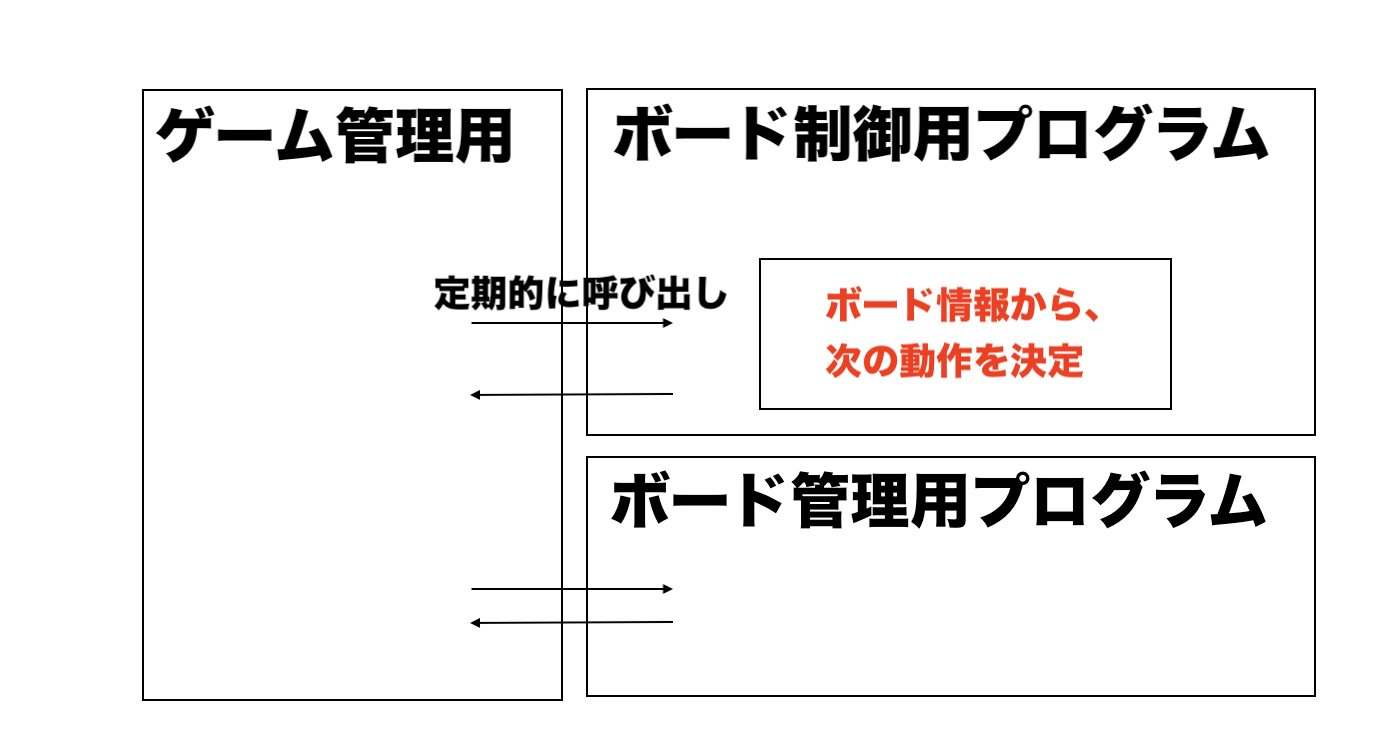 ゲーム管理用
ボード制御用プログラム
定期的に呼び出し
ボード情報から、
次の動作を決定
ボード管理用プログラム